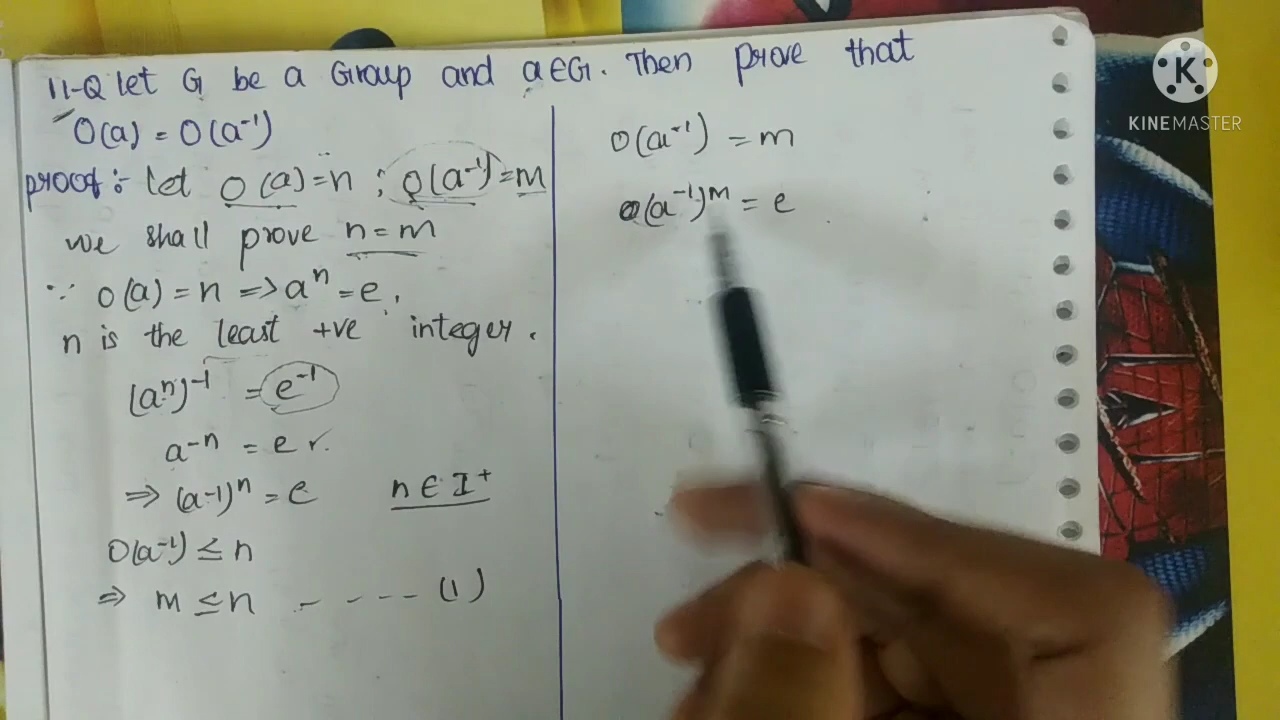 11-Q let G be a Group and a∈G. Then prove that
O(a) = O(a⁻¹)
proof:- let O(a)=n ; O(a⁻¹)=m
we shall prove n=m
∵ O(a)=n ⇒ aⁿ=e,
n is the least +ve integer.
(aⁿ)⁻¹ = e⁻¹
a⁻ⁿ = e
⇒ (a⁻¹)ⁿ = e n∈I⁺
O(a⁻¹) ≤ n
⇒ m ≤ n - - - - (1)
O(a⁻¹) = m
(a⁻¹)ᵐ = e
K
KINEMASTER